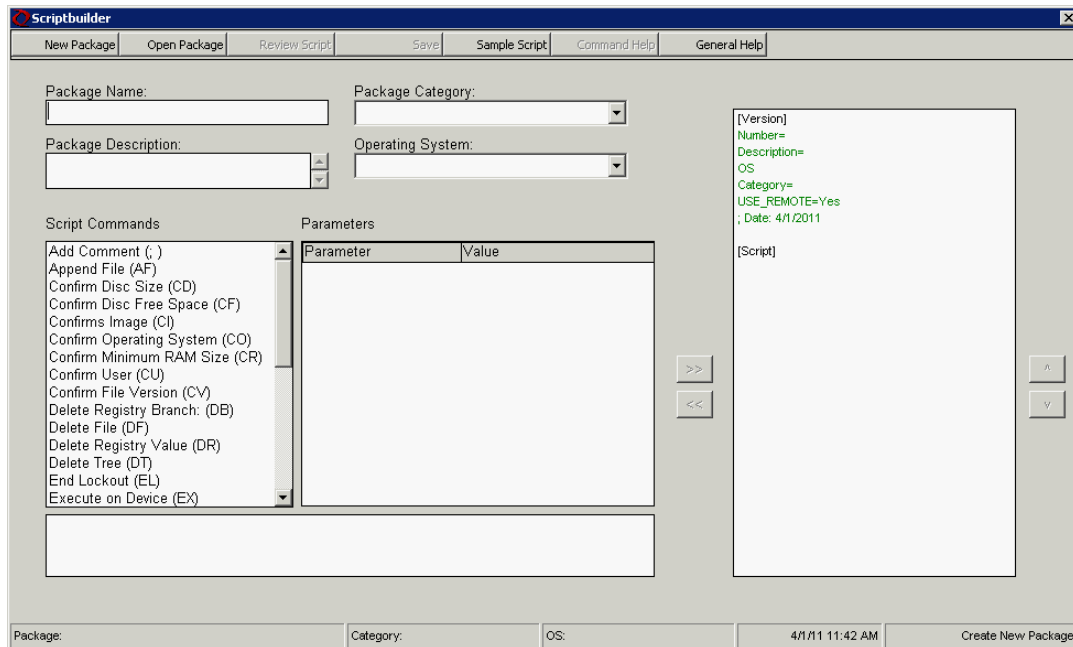 Scriptbuilder
New Package Open Package Review Script Save Sample Script Command Help General Help
Package Name:
Package Category:
Package Description:
Operating System:
Script Commands
Add Comment (; )
Append File (AF)
Confirm Disc Size (CD)
Confirm Disc Free Space (CF)
Confirms Image (CI)
Confirm Operating System (CO)
Confirm Minimum RAM Size (CR)
Confirm User (CU)
Confirm File Version (CV)
Delete Registry Branch: (DB)
Delete File (DF)
Delete Registry Value (DR)
Delete Tree (DT)
End Lockout (EL)
Execute on Device (EX)
Parameters
Parameter Value
>>
<<
[Version]
Number=
Description=
OS
Category=
USE_REMOTE=Yes
; Date: 4/1/2011
[Script]
^
v
Package: Category: OS: 4/1/11 11:42 AM Create New Package